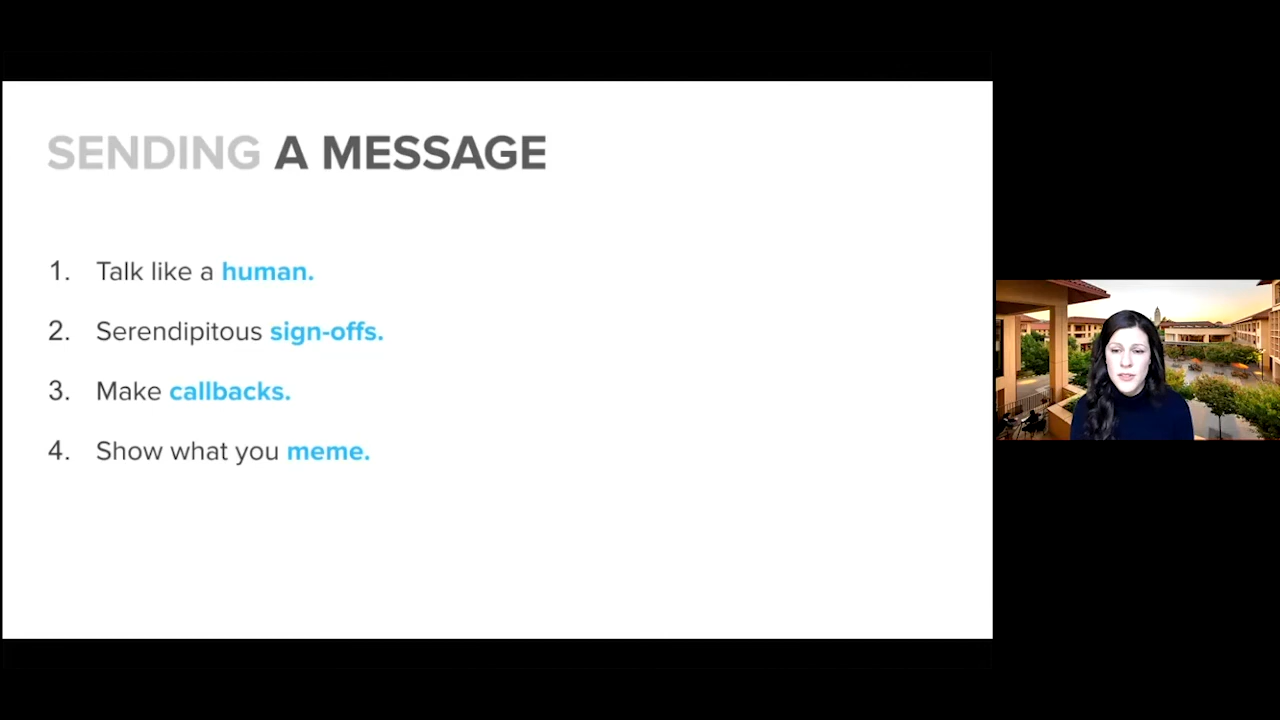 SENDING A MESSAGE
1. Talk like a human.
2. Serendipitous sign-offs.
3. Make callbacks.
4. Show what you meme.